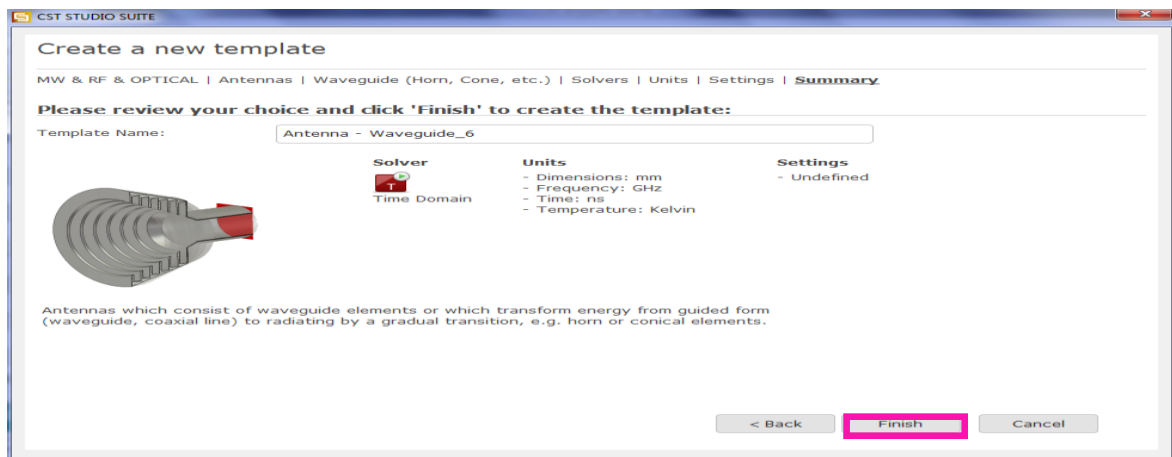 CST STUDIO SUITE
Create a new template
MW & RF & OPTICAL | Antennas | Waveguide (Horn, Cone, etc.) | Solvers | Units | Settings | Summary
Please review your choice and click 'Finish' to create the template:
Template Name: Antenna - Waveguide_6
Solver Units Settings
- Dimensions: mm - Undefined
- Frequency: GHz
T
Time Domain - Time: ns
- Temperature: Kelvin
Antennas which consist of waveguide elements or which transform energy from guided form
(waveguide, coaxial line) to radiating by a gradual transition, e.g. horn or conical elements.
< Back Finish Cancel